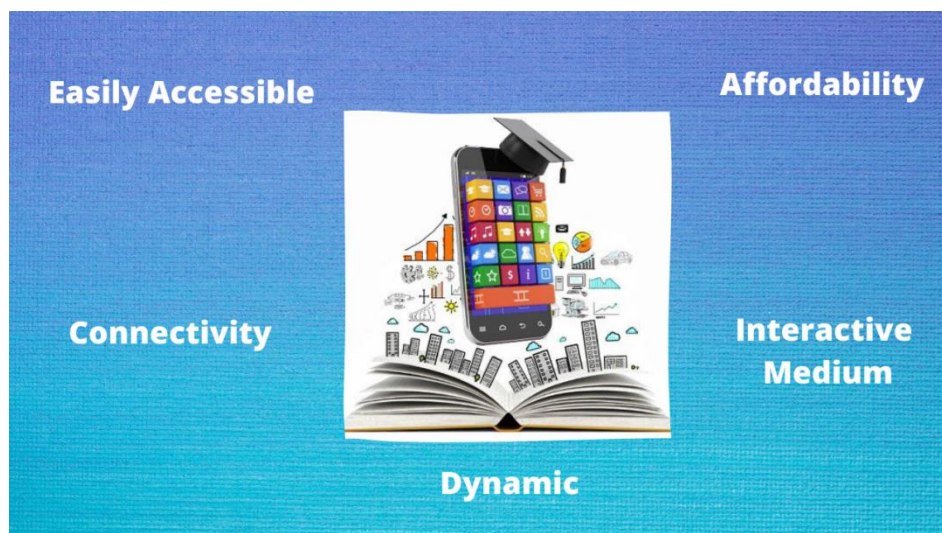 Easily Accessible
Affordability
Connectivity
Interactive
Medium
Dynamic